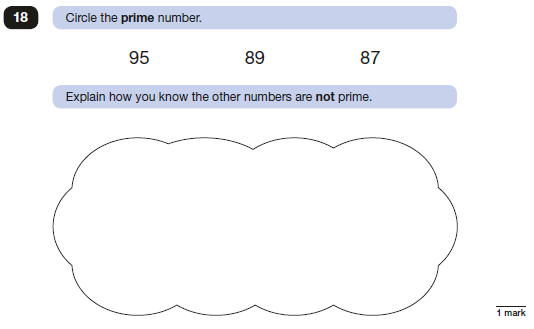 18 Circle the prime number.
95 89 87
Explain how you know the other numbers are not prime.
1 mark